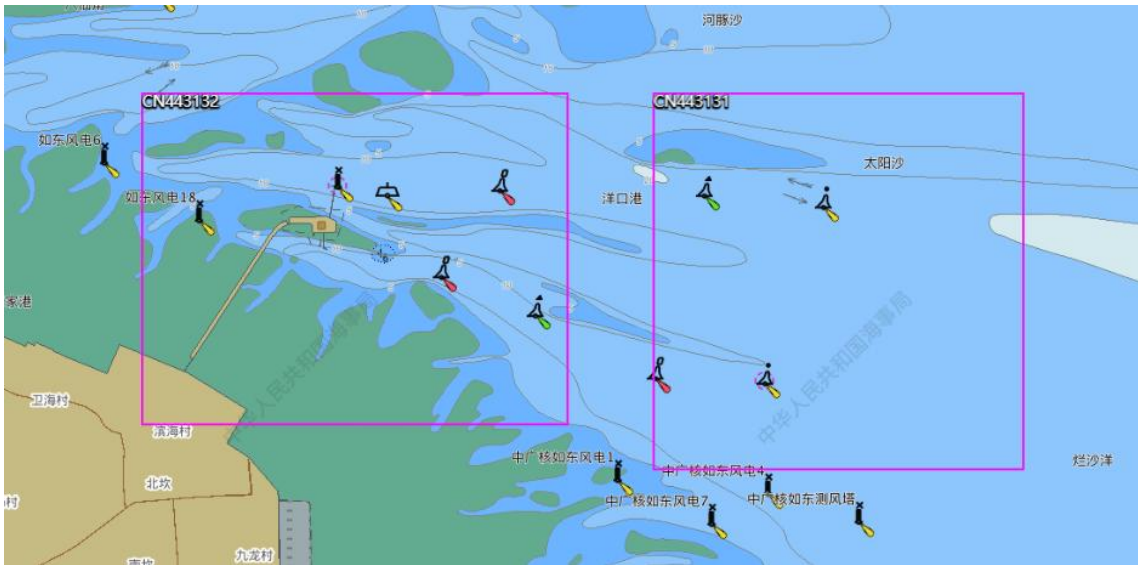 河豚沙
CN443132
CN443131
如东风电6
太阳沙
如东风电18
洋口港
家港
中华人民共和国海事局
中华人民共和国海事局
卫海村
滨海村
中广核如东风电1
中广核如东风电4
烂沙洋
北坎
村
中广核如东风电7
中广核如东测风塔
九龙村
南坎